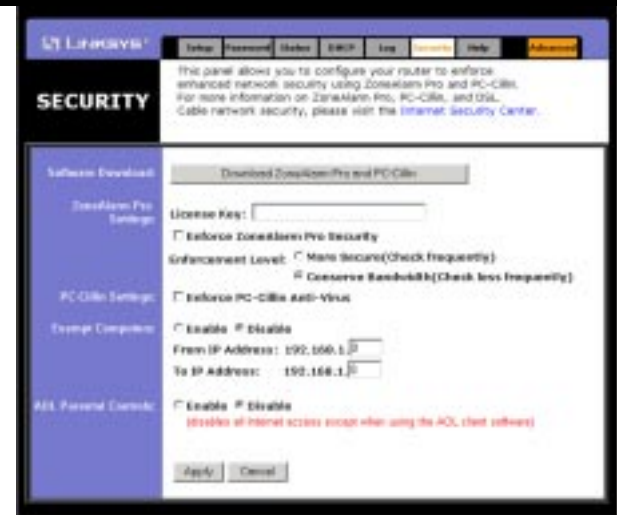 LINKSYS®
Setup Password Status DHCP Log Security Help Advanced
SECURITY
This panel allows you to configure your router to enforce
enhanced network security using ZoneAlarm Pro and PC-Cillin.
For more information on ZoneAlarm Pro, PC-Cillin, and DSL,
Cable network security, please visit the Internet Security Center.
Software Download:
Download ZoneAlarm Pro and PC-Cillin
ZoneAlarm Pro Settings:
License Key:
Enforce ZoneAlarm Pro Security
Enforcement Level: More Secure(Check frequently)
Conserve Bandwidth(Check less frequently)
PC-Cillin Settings:
Enforce PC-Cillin Anti-Virus
Exempt Computers:
Enable Disable
From IP Address: 192.168.1.0
To IP Address: 192.168.1.0
AOL Parental Controls:
Enable Disable
(disables all internet access except when using the AOL client software)
Apply Cancel